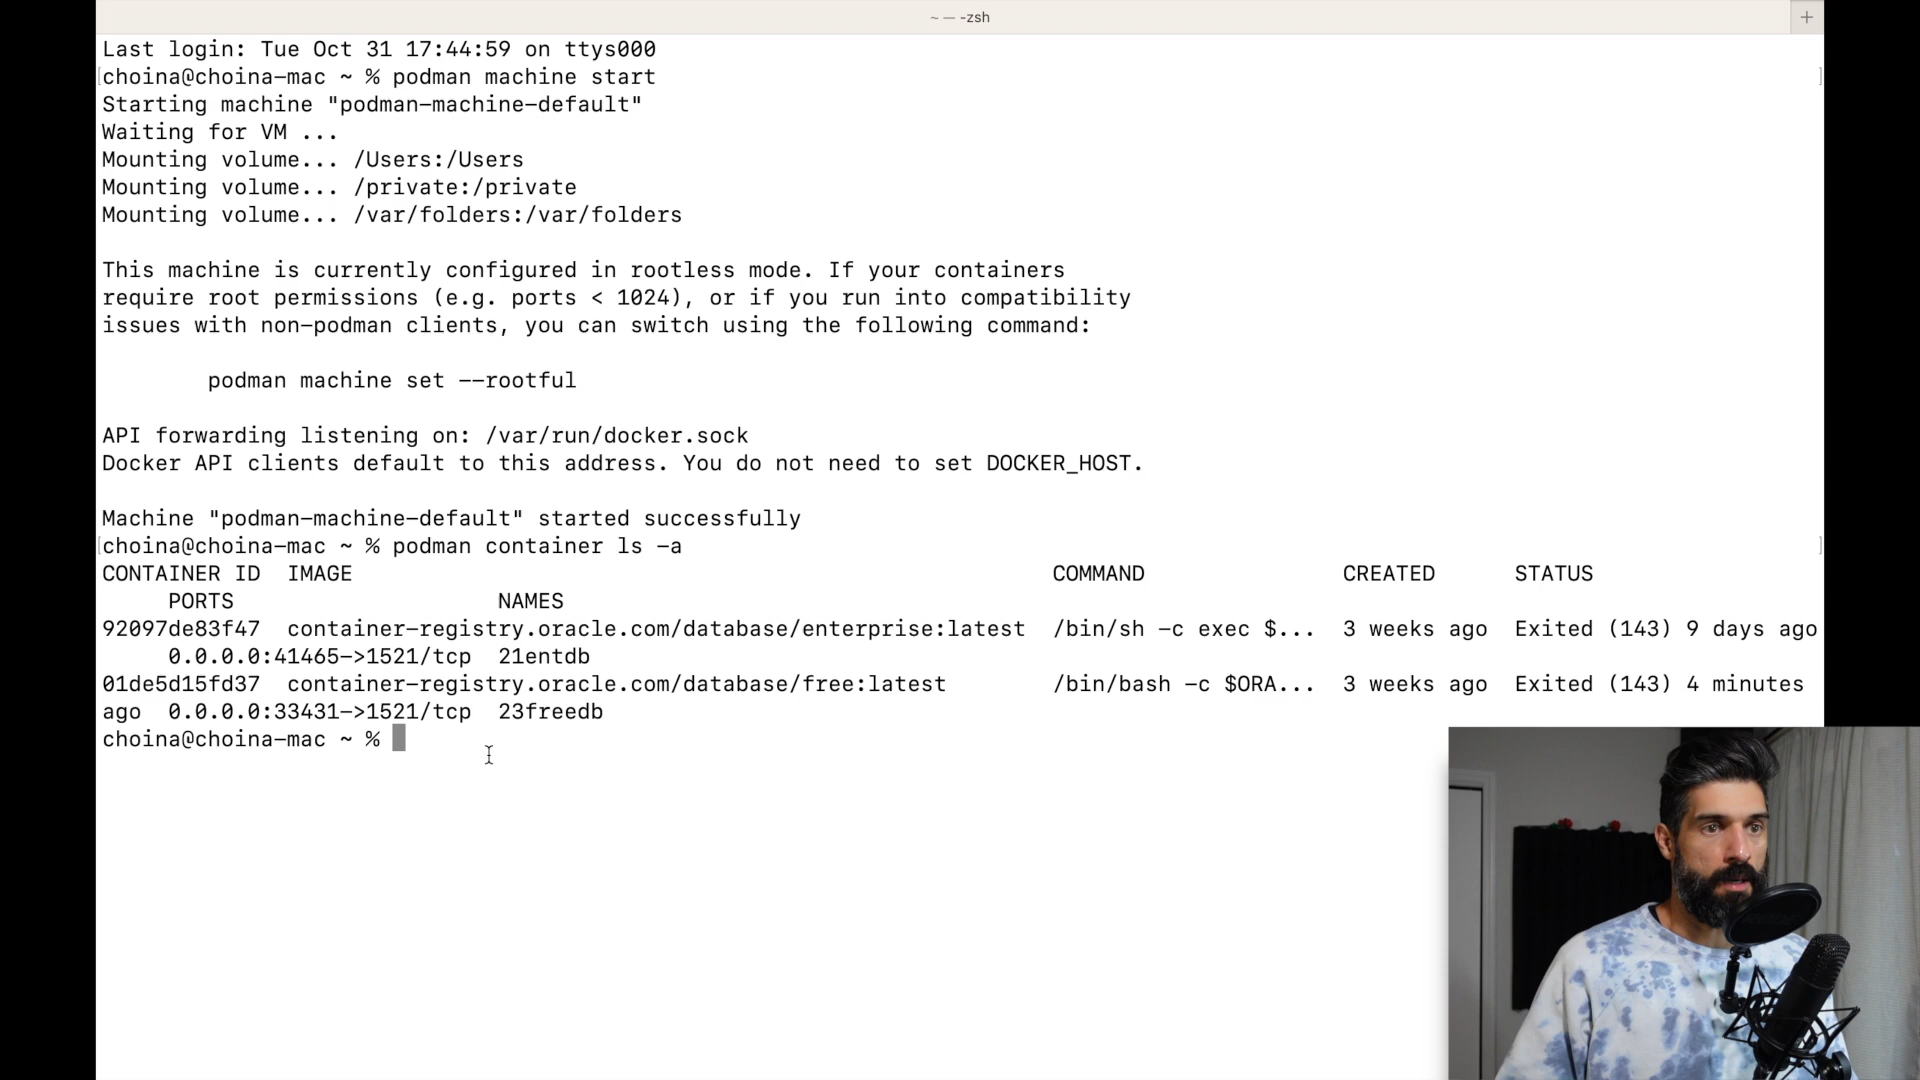 ~ — -zsh
Last login: Tue Oct 31 17:44:59 on ttys000
[choina@choina-mac ~ % podman machine start ]
Starting machine "podman-machine-default"
Waiting for VM ...
Mounting volume... /Users:/Users
Mounting volume... /private:/private
Mounting volume... /var/folders:/var/folders
This machine is currently configured in rootless mode. If your containers
require root permissions (e.g. ports < 1024), or if you run into compatibility
issues with non-podman clients, you can switch using the following command:
podman machine set --rootful
API forwarding listening on: /var/run/docker.sock
Docker API clients default to this address. You do not need to set DOCKER_HOST.
Machine "podman-machine-default" started successfully
[choina@choina-mac ~ % podman container ls -a ]
CONTAINER ID  IMAGE  COMMAND  CREATED  STATUS
PORTS  NAMES
92097de83f47  container-registry.oracle.com/database/enterprise:latest  /bin/sh -c exec $...  3 weeks ago  Exited (143) 9 days ago
0.0.0.0:41465->1521/tcp  21entdb
01de5d15fd37  container-registry.oracle.com/database/free:latest  /bin/bash -c $ORA...  3 weeks ago  Exited (143) 4 minutes
ago  0.0.0.0:33431->1521/tcp  23freedb
choina@choina-mac ~ %